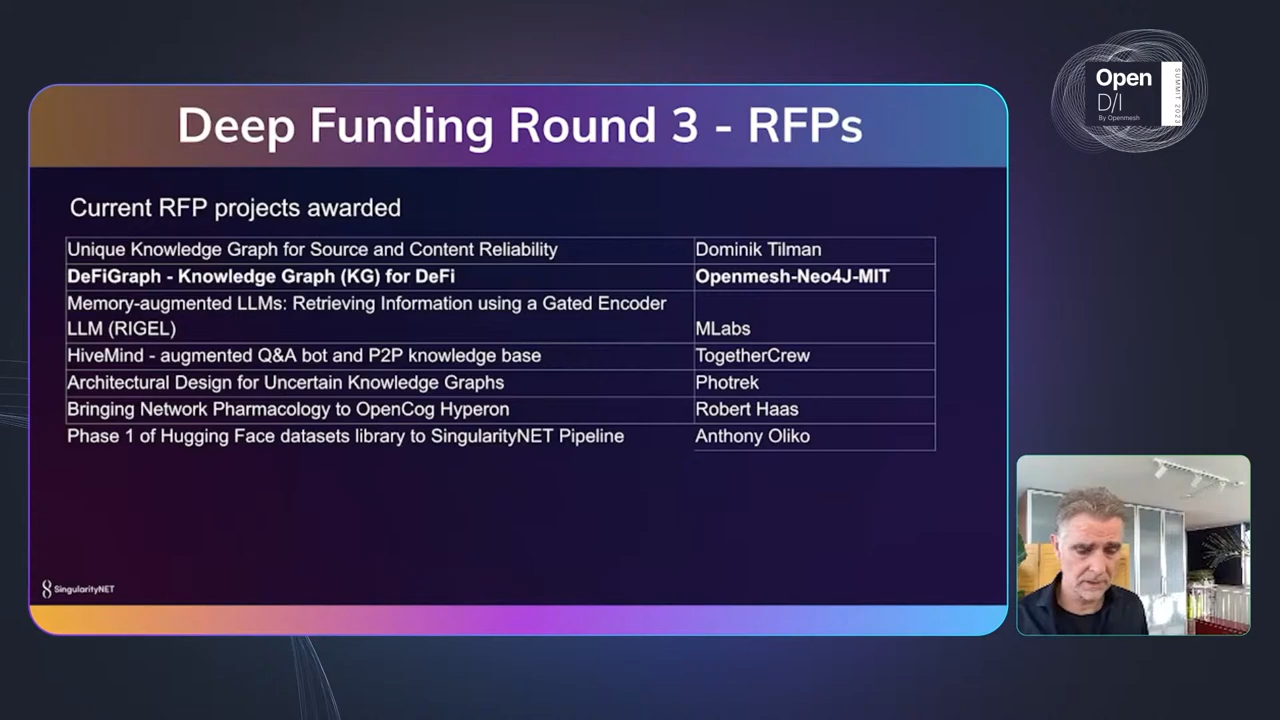 Open
D/I
By Openmesh
SUMMIT 2023
Deep Funding Round 3 - RFPs
Current RFP projects awarded
Unique Knowledge Graph for Source and Content Reliability Dominik Tilman
DeFiGraph - Knowledge Graph (KG) for DeFi Openmesh-Neo4J-MIT
Memory-augmented LLMs: Retrieving Information using a Gated Encoder
LLM (RIGEL) MLabs
HiveMind - augmented Q&A bot and P2P knowledge base TogetherCrew
Architectural Design for Uncertain Knowledge Graphs Photrek
Bringing Network Pharmacology to OpenCog Hyperon Robert Haas
Phase 1 of Hugging Face datasets library to SingularityNET Pipeline Anthony Oliko
SingularityNET